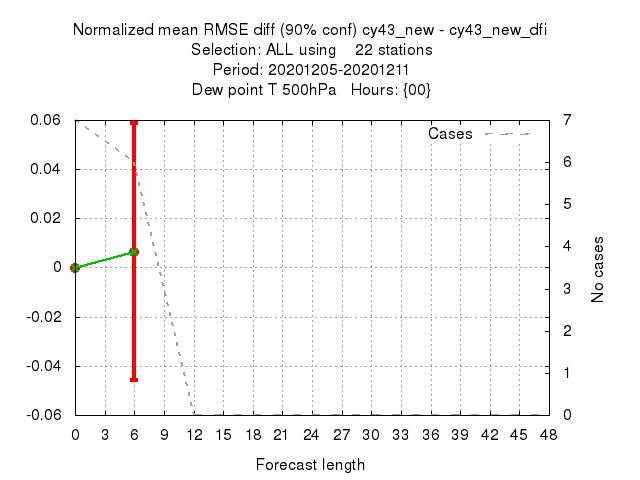 Normalized mean RMSE diff (90% conf) cy43_new - cy43_new_dfi
Selection: ALL using    22 stations
Period: 20201205-20201211
Dew point T 500hPa   Hours: {00}
Cases
0.06
0.04
0.02
0
-0.02
-0.04
-0.06
7
6
5
4
3
2
1
0
No cases
0 3 6 9 12 15 18 21 24 27 30 33 36 39 42 45 48
Forecast length